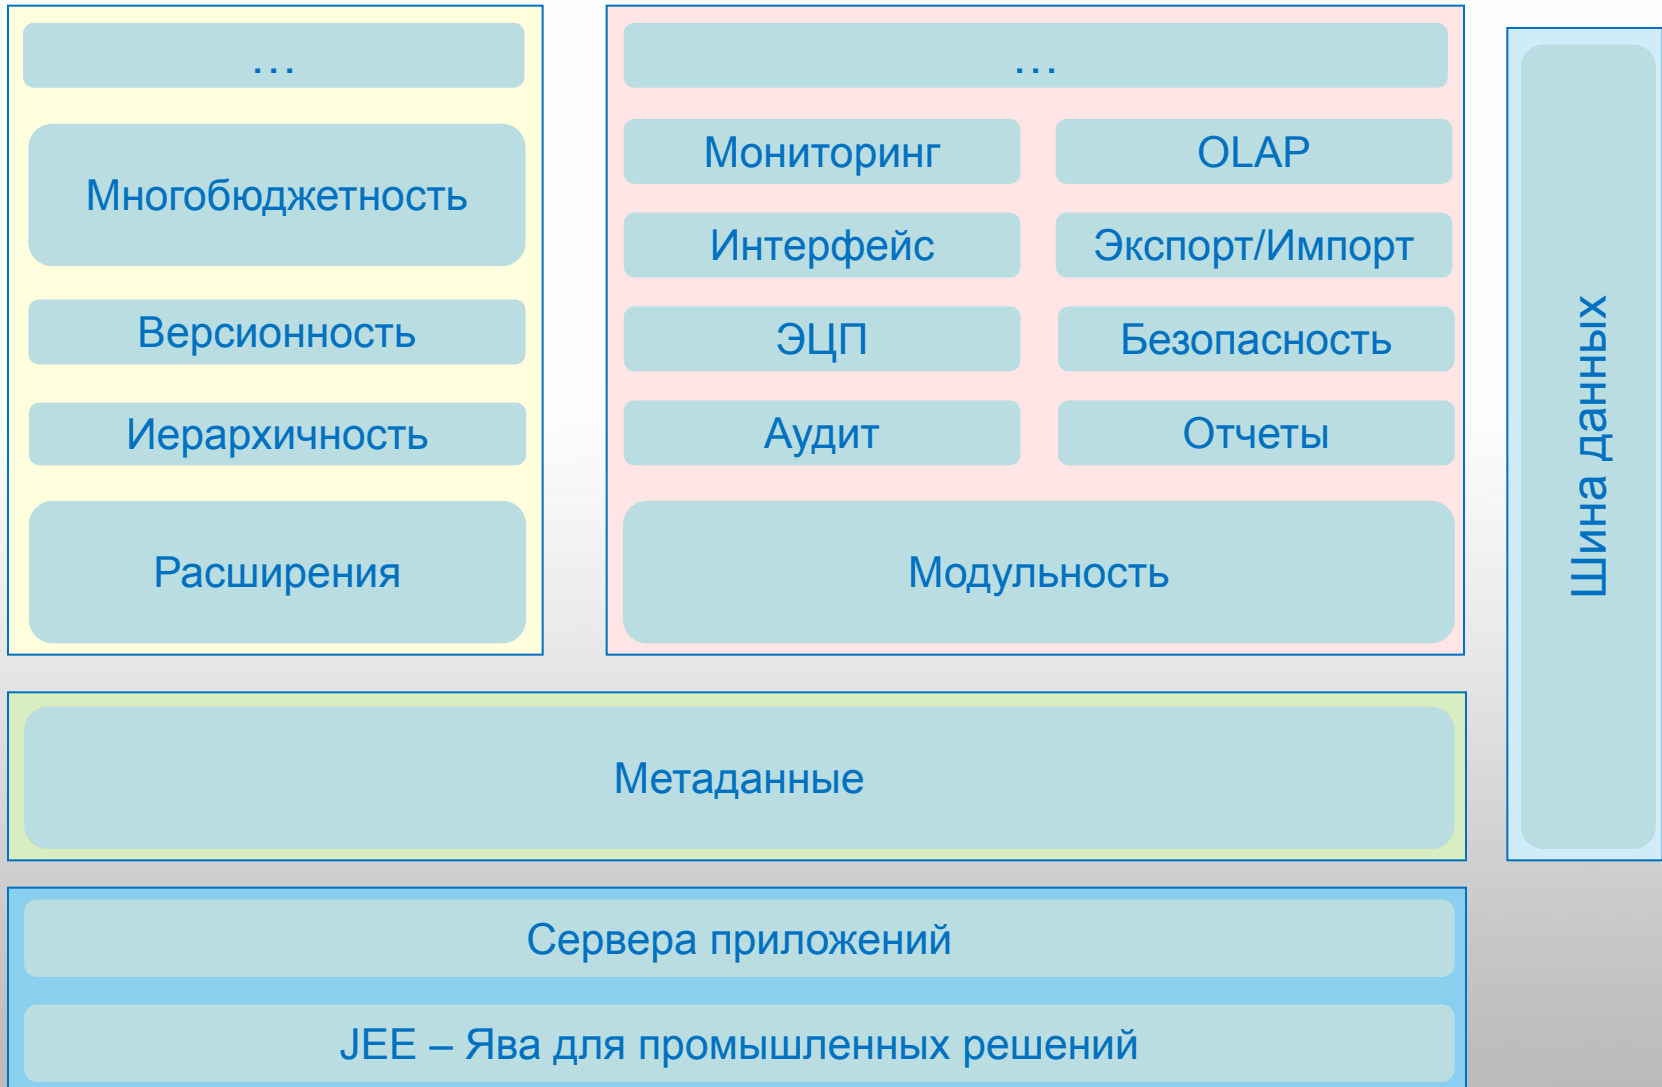 …
Многобюджетность
Версионность
Иерархичность
Расширения
…
Мониторинг
OLAP
Интерфейс
Экспорт/Импорт
ЭЦП
Безопасность
Аудит
Отчеты
Модульность
Шина данных
Метаданные
Сервера приложений
JEE – Ява для промышленных решений